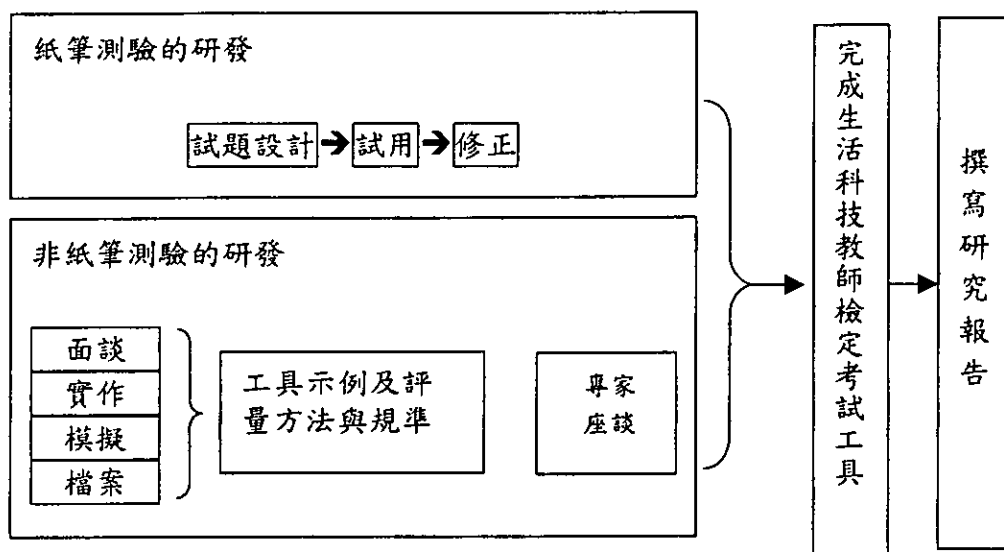 紙筆測驗的研發
試題設計
試用
修正
非紙筆測驗的研發
面談
實作
模擬
檔案
工具示例及評
量方法與規準
專家
座談
完成生活科技教師檢定考試工具
撰寫研究報告